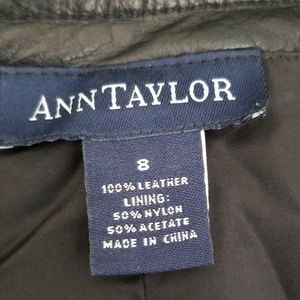 ANN TAYLOR
8
100% LEATHER
LINING:
50% NYLON
50% ACETATE
MADE IN CHINA